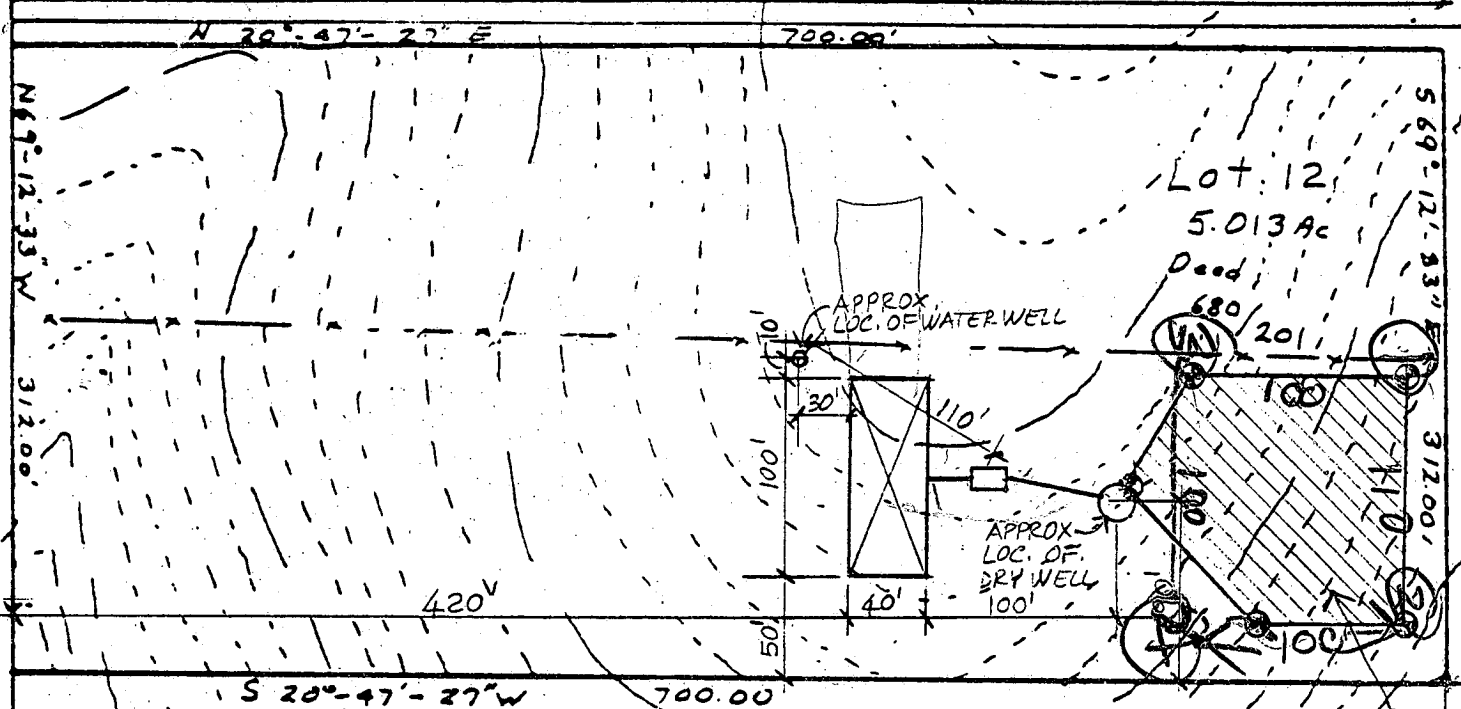 N 20°-47'-27" E
700.00'
N69°-12'-33" W
312.00'
S 69°-12'-33" E
312.00'
Lot 12
5.013 Ac
Deed
680
201
APPROX.
LOC. OF WATER WELL
10'
30'
110'
100'
100
100
110
APPROX
LOC. OF.
DRY WELL
100'
420'
40'
50'
100'
S 20°-47'-27" W
700.00